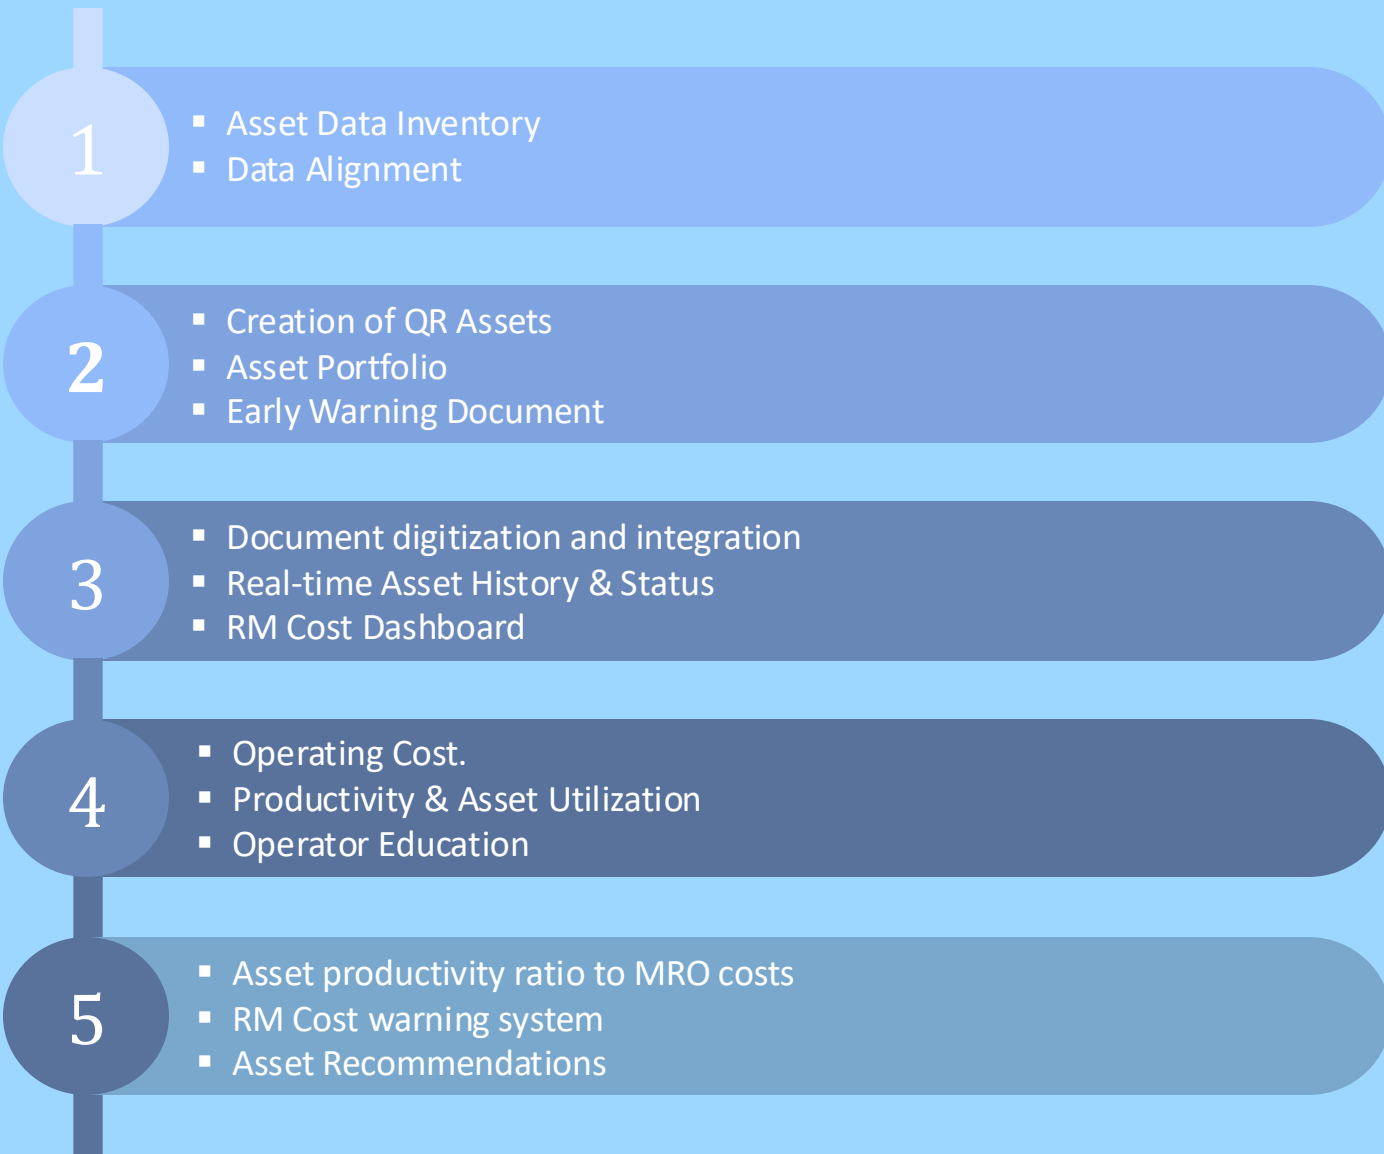 1
▪ Asset Data Inventory
▪ Data Alignment
2
▪ Creation of QR Assets
▪ Asset Portfolio
▪ Early Warning Document
3
▪ Document digitization and integration
▪ Real-time Asset History & Status
▪ RM Cost Dashboard
4
▪ Operating Cost.
▪ Productivity & Asset Utilization
▪ Operator Education
5
▪ Asset productivity ratio to MRO costs
▪ RM Cost warning system
▪ Asset Recommendations